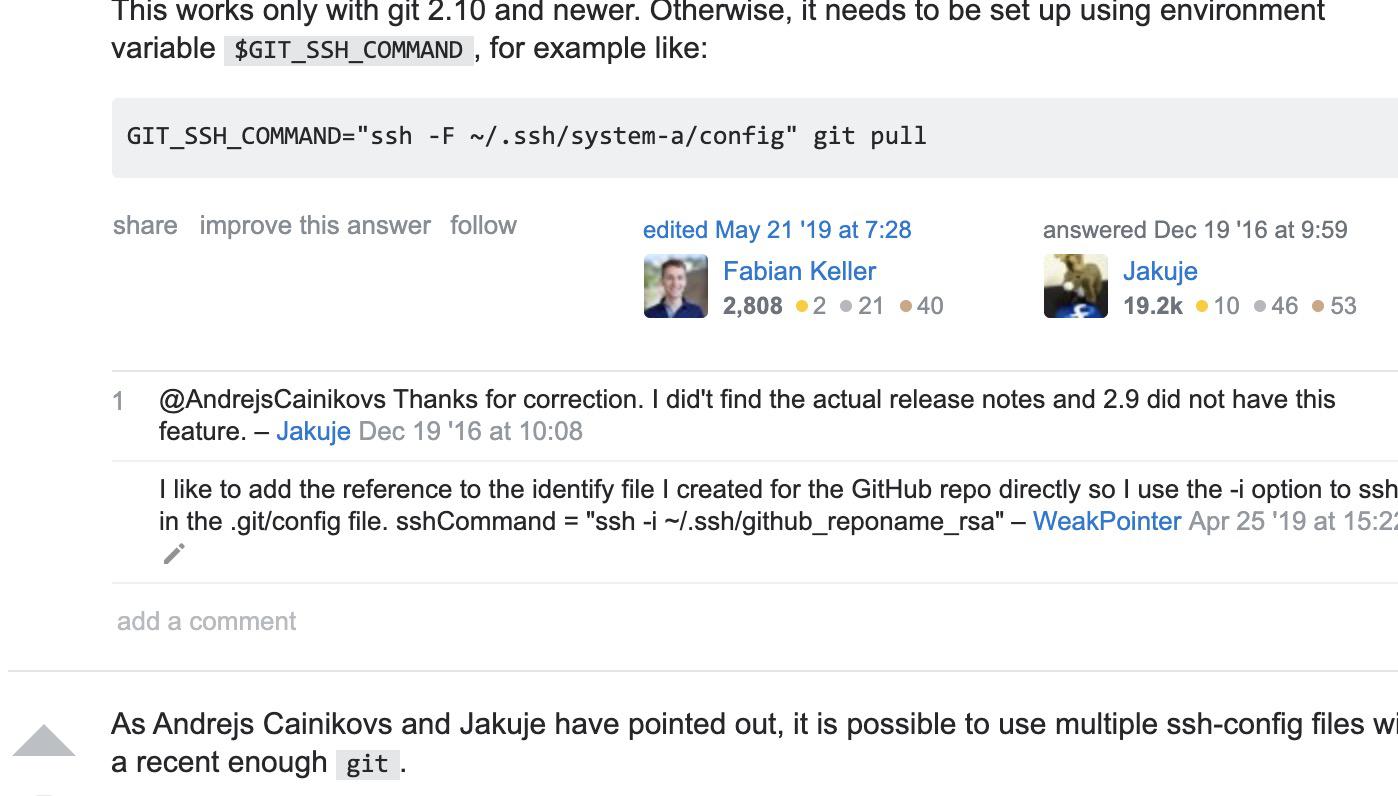 This works only with git 2.10 and newer. Otherwise, it needs to be set up using environment
variable $GIT_SSH_COMMAND, for example like:
GIT_SSH_COMMAND="ssh -F ~/.ssh/system-a/config" git pull
share improve this answer follow
edited May 21 '19 at 7:28
Fabian Keller
2,808 2 21 40
answered Dec 19 '16 at 9:59
Jakuje
19.2k 10 46 53
1
@AndrejsCainikovs Thanks for correction. I did't find the actual release notes and 2.9 did not have this
feature. – Jakuje Dec 19 '16 at 10:08
I like to add the reference to the identify file I created for the GitHub repo directly so I use the -i option to ssh
in the .git/config file. sshCommand = "ssh -i ~/.ssh/github_reponame_rsa" – WeakPointer Apr 25 '19 at 15:22
add a comment
As Andrejs Cainikovs and Jakuje have pointed out, it is possible to use multiple ssh-config files wi
a recent enough git.